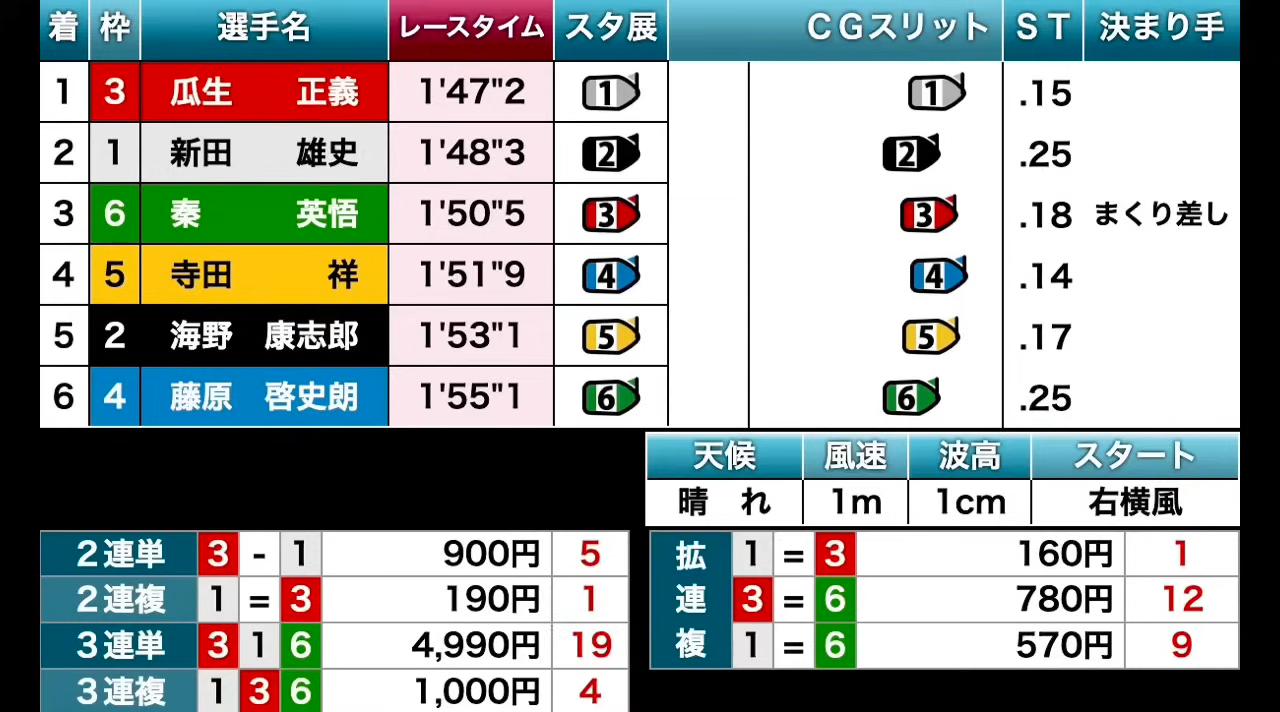 着 枠 選手名 レースタイム スタ展 CGスリット ST 決まり手
1 3 瓜生 正義 1'47"2 1 1 .15
2 1 新田 雄史 1'48"3 2 2 .25
3 6 秦 英悟 1'50"5 3 3 .18 まくり差し
4 5 寺田 祥 1'51"9 4 4 .14
5 2 海野 康志郎 1'53"1 5 5 .17
6 4 藤原 啓史朗 1'55"1 6 6 .25
天候 風速 波高 スタート
晴れ 1m 1cm 右横風
2連単 3 - 1 900円 5
2連複 1 = 3 190円 1
3連単 3 1 6 4,990円 19
3連複 1 3 6 1,000円 4
拡 1 = 3 160円 1
連 3 = 6 780円 12
複 1 = 6 570円 9